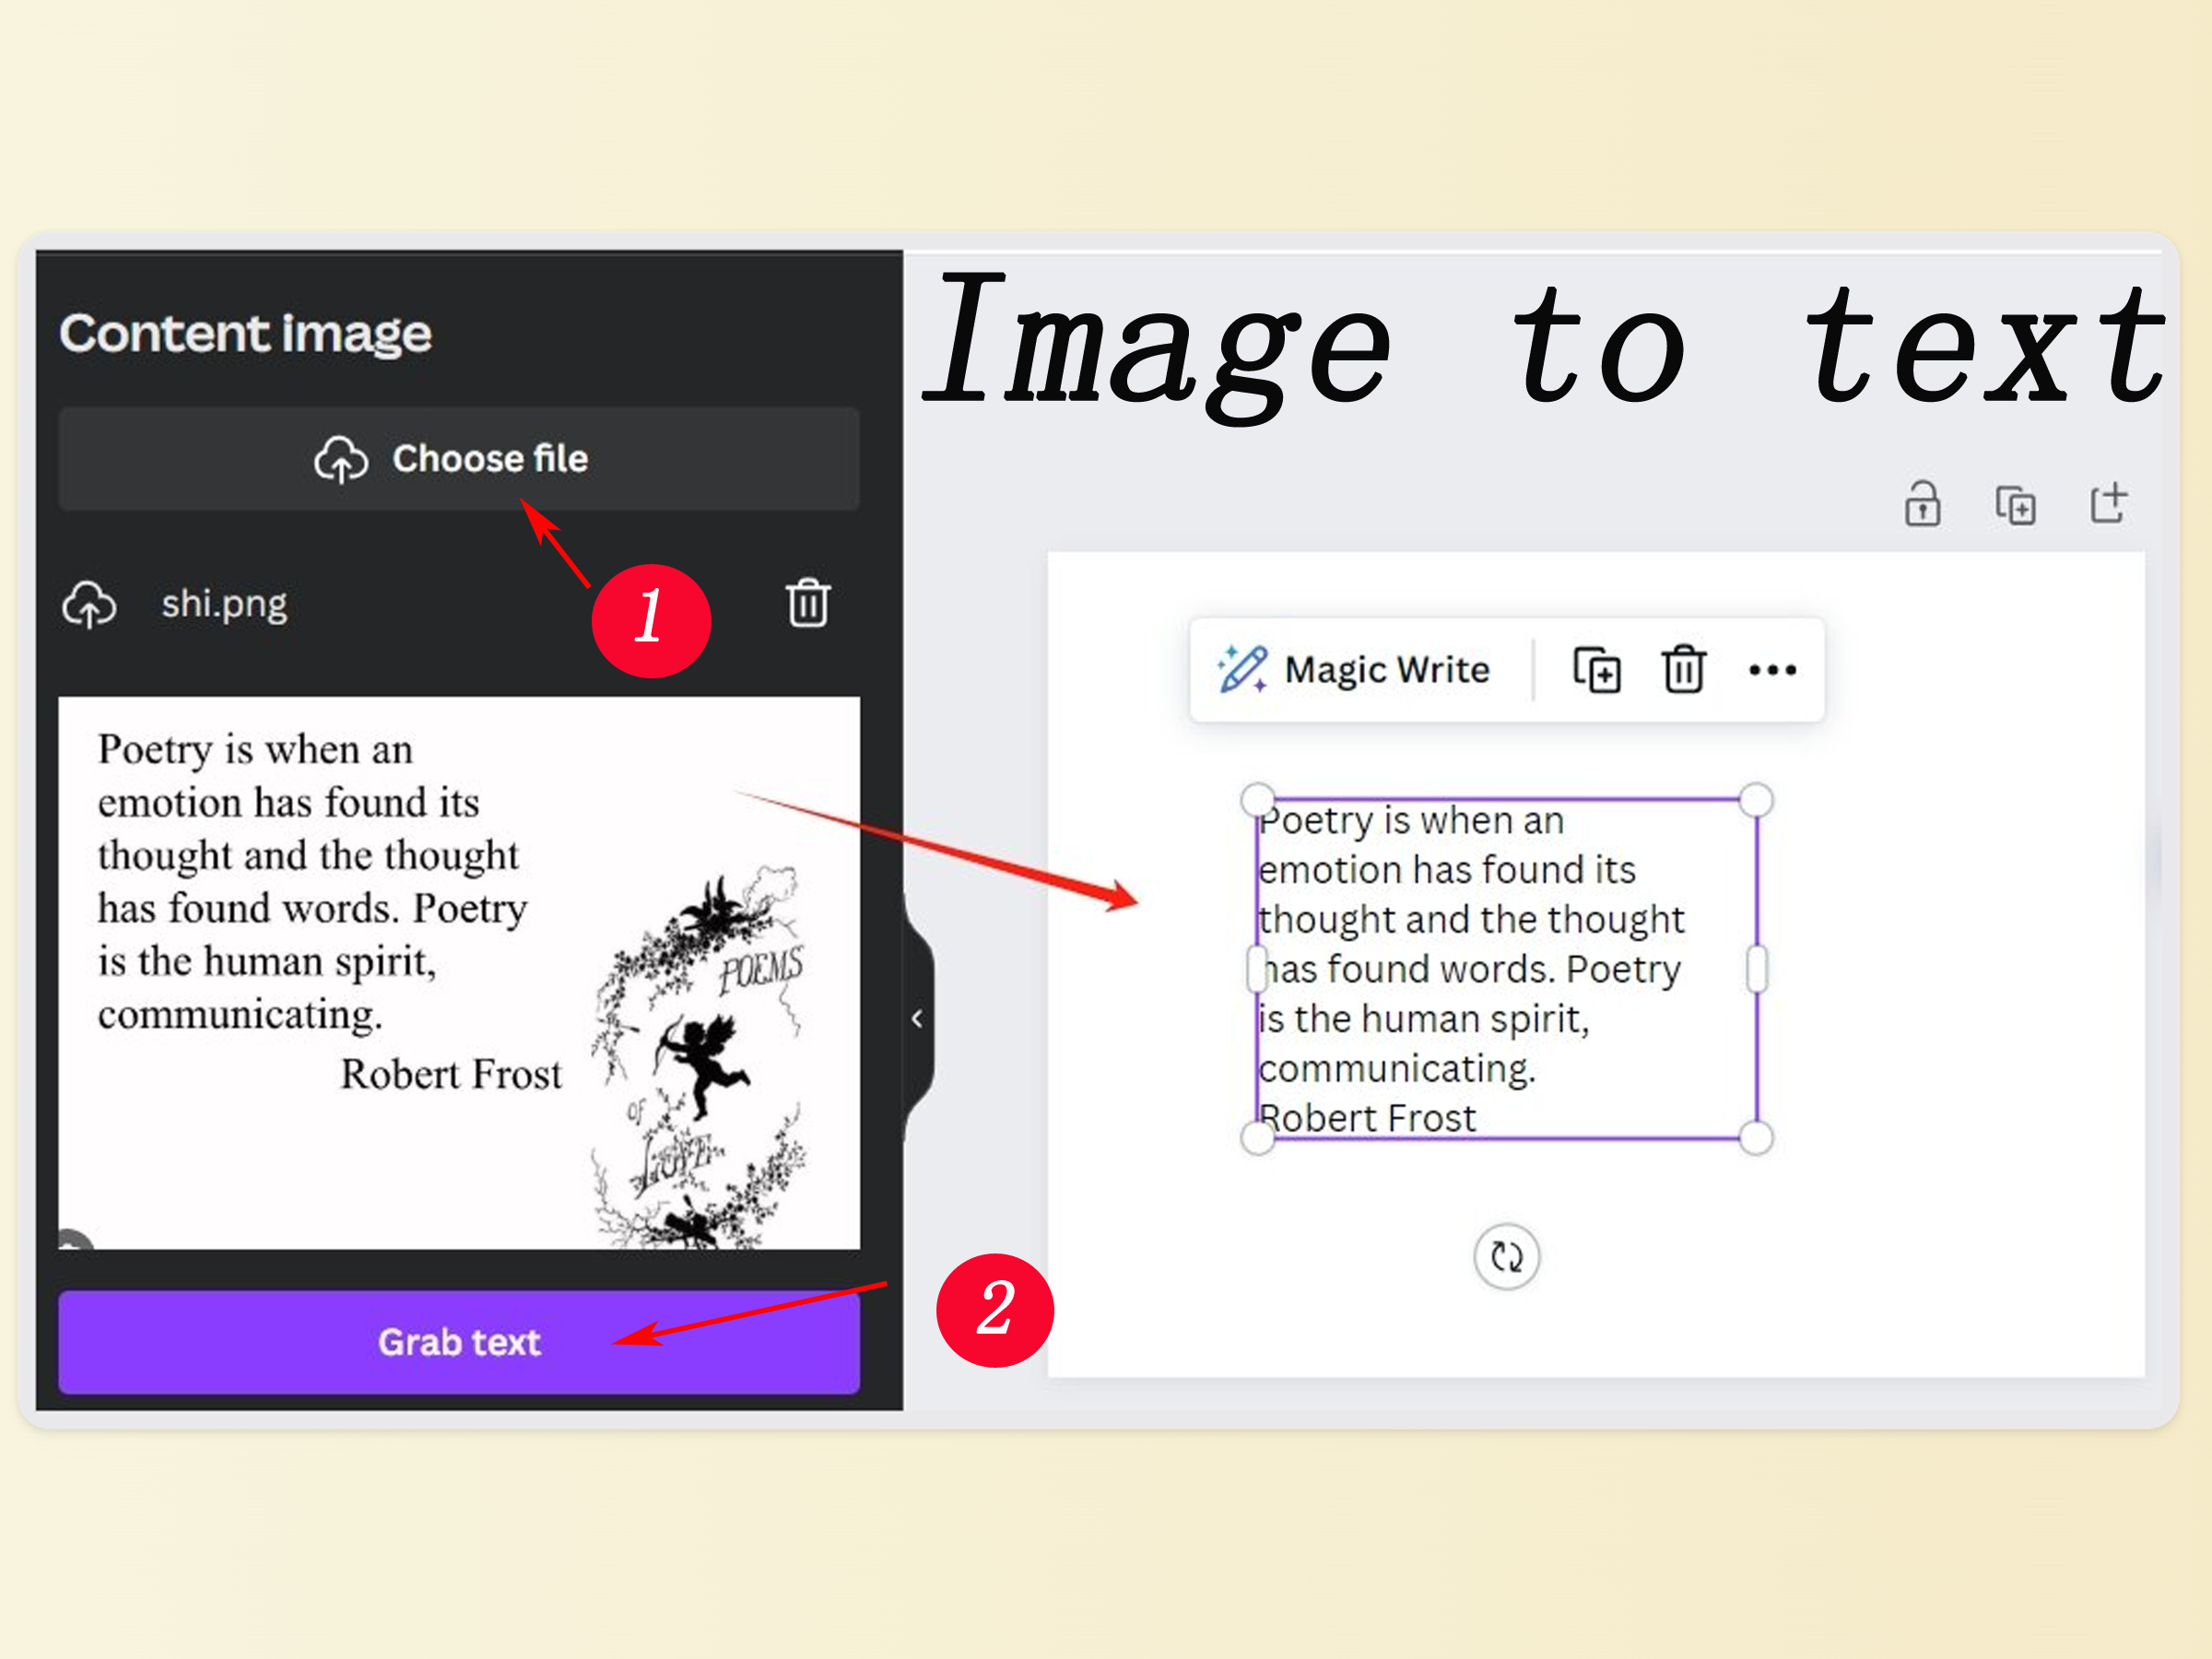 Content image
Image to text
Choose file
1
shi.png
Magic Write
Poetry is when an
emotion has found its
thought and the thought
has found words. Poetry
is the human spirit,
communicating.
Robert Frost
POEMS
OF
LOVE
Poetry is when an
emotion has found its
thought and the thought
has found words. Poetry
is the human spirit,
communicating.
Robert Frost
2
Grab text